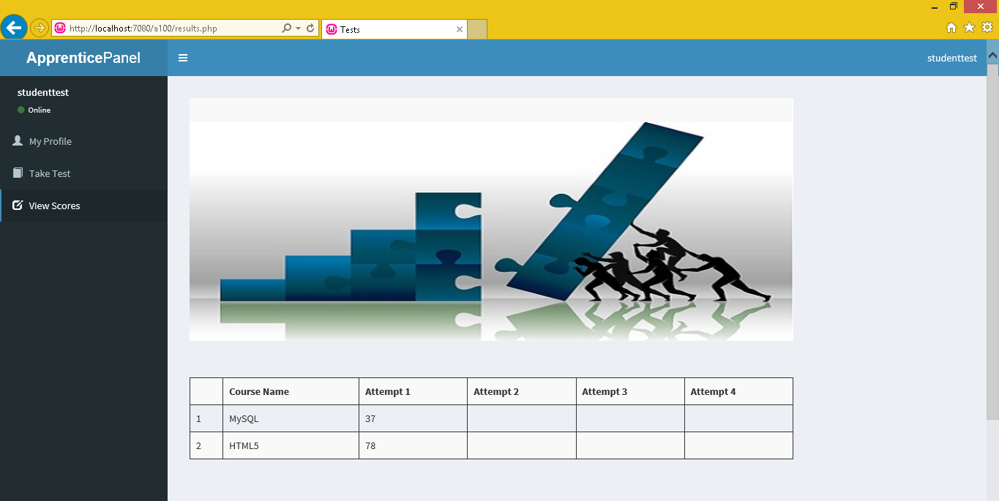 http://localhost:7080/a100/results.php
Tests
ApprenticePanel
studenttest
studenttest
Online
My Profile
Take Test
View Scores
Course Name Attempt 1 Attempt 2 Attempt 3 Attempt 4
1 MySQL 37
2 HTML5 78